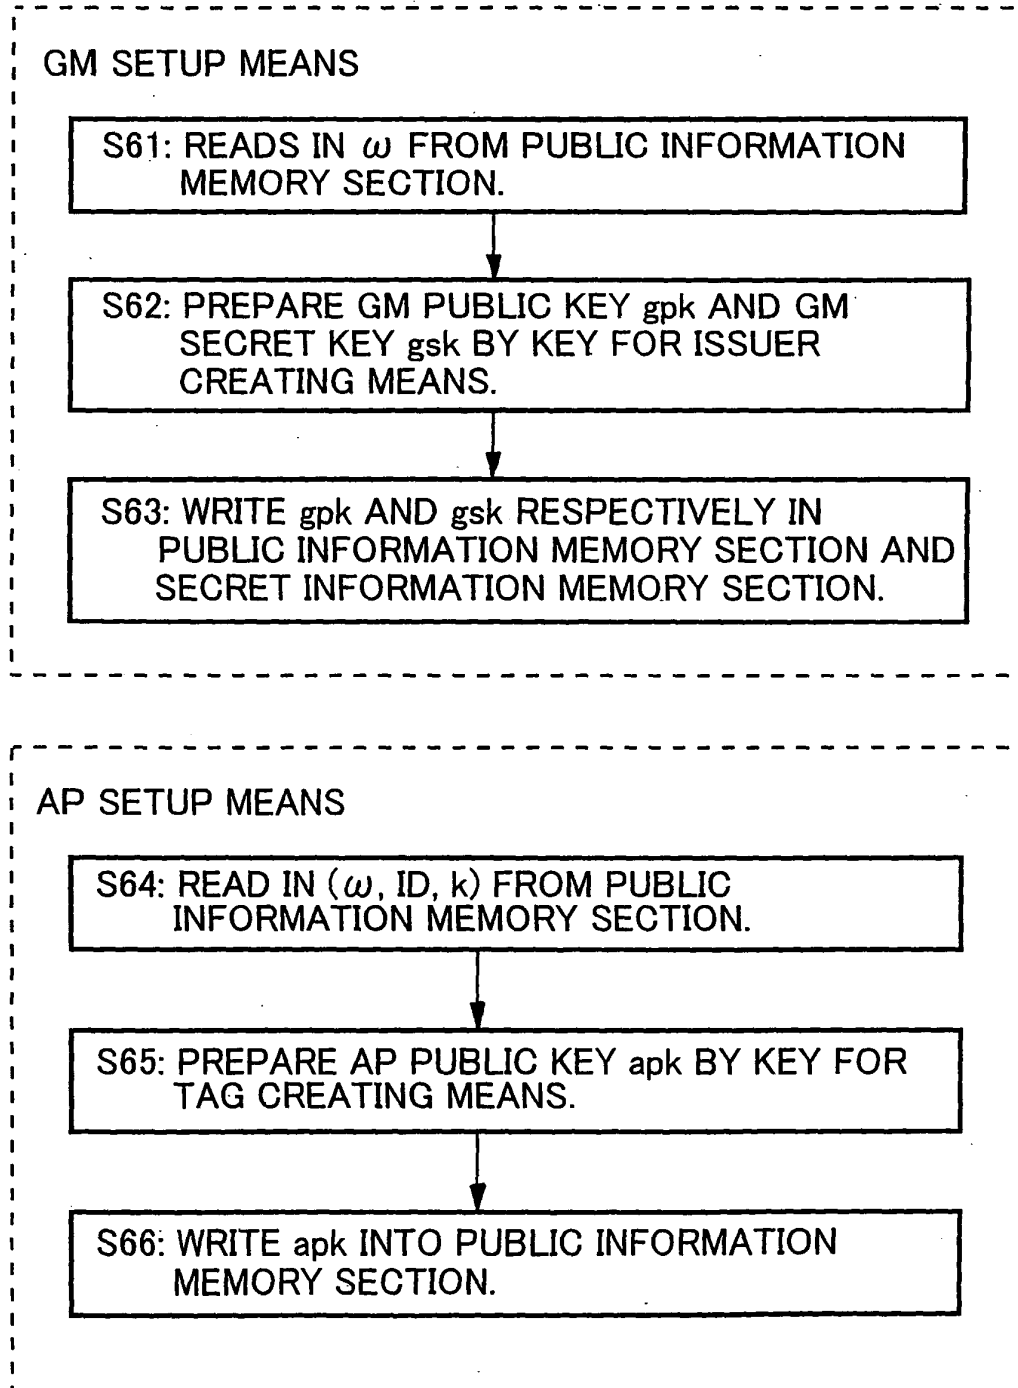 GM SETUP MEANS
S61: READS IN ω FROM PUBLIC INFORMATION
MEMORY SECTION.
S62: PREPARE GM PUBLIC KEY gpk AND GM
SECRET KEY gsk BY KEY FOR ISSUER
CREATING MEANS.
S63: WRITE gpk AND gsk RESPECTIVELY IN
PUBLIC INFORMATION MEMORY SECTION AND
SECRET INFORMATION MEMORY SECTION.
AP SETUP MEANS
S64: READ IN (ω, ID, k) FROM PUBLIC
INFORMATION MEMORY SECTION.
S65: PREPARE AP PUBLIC KEY apk BY KEY FOR
TAG CREATING MEANS.
S66: WRITE apk INTO PUBLIC INFORMATION
MEMORY SECTION.